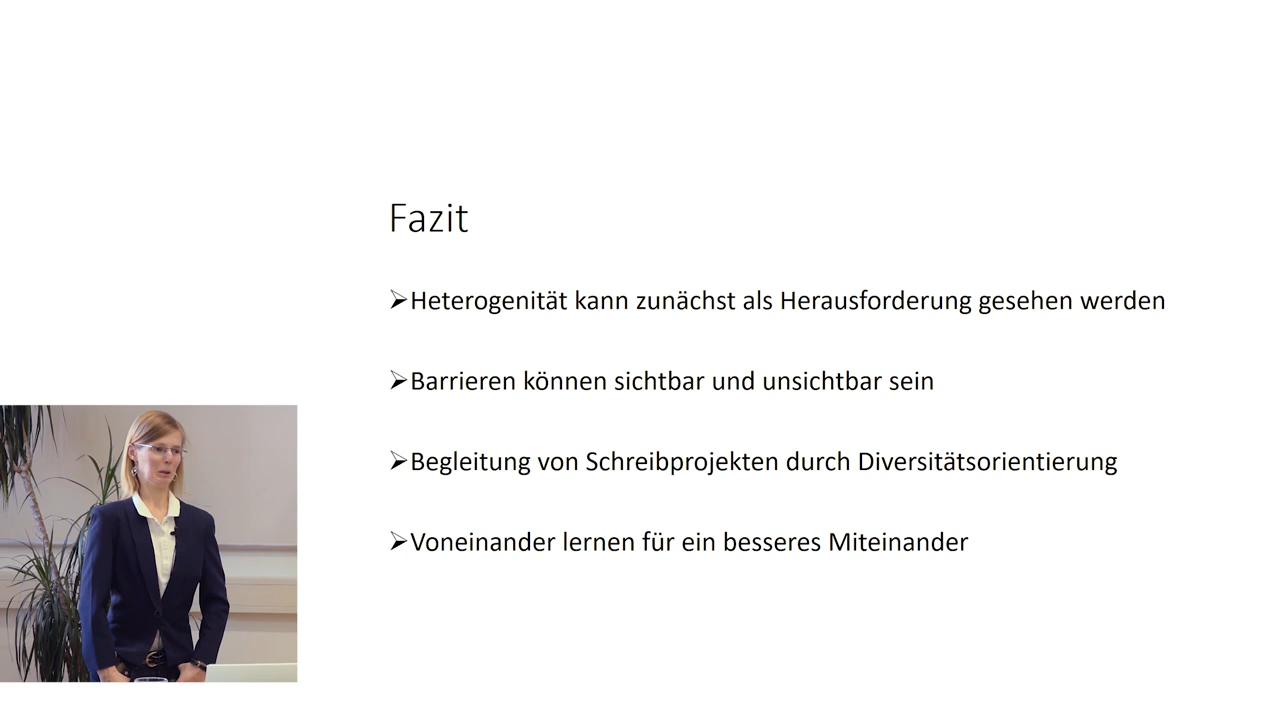 Fazit
➢Heterogenität kann zunächst als Herausforderung gesehen werden
➢Barrieren können sichtbar und unsichtbar sein
➢Begleitung von Schreibprojekten durch Diversitätsorientierung
➢Voneinander lernen für ein besseres Miteinander